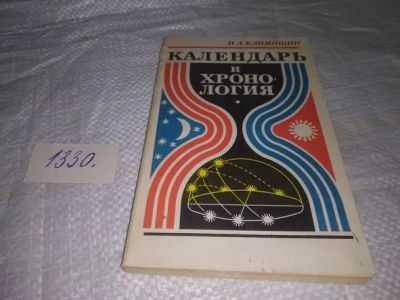 И.А.КЛИМИШИН
КАЛЕНДАРЬ
И
ХРОНО-
ЛОГИЯ
1330.